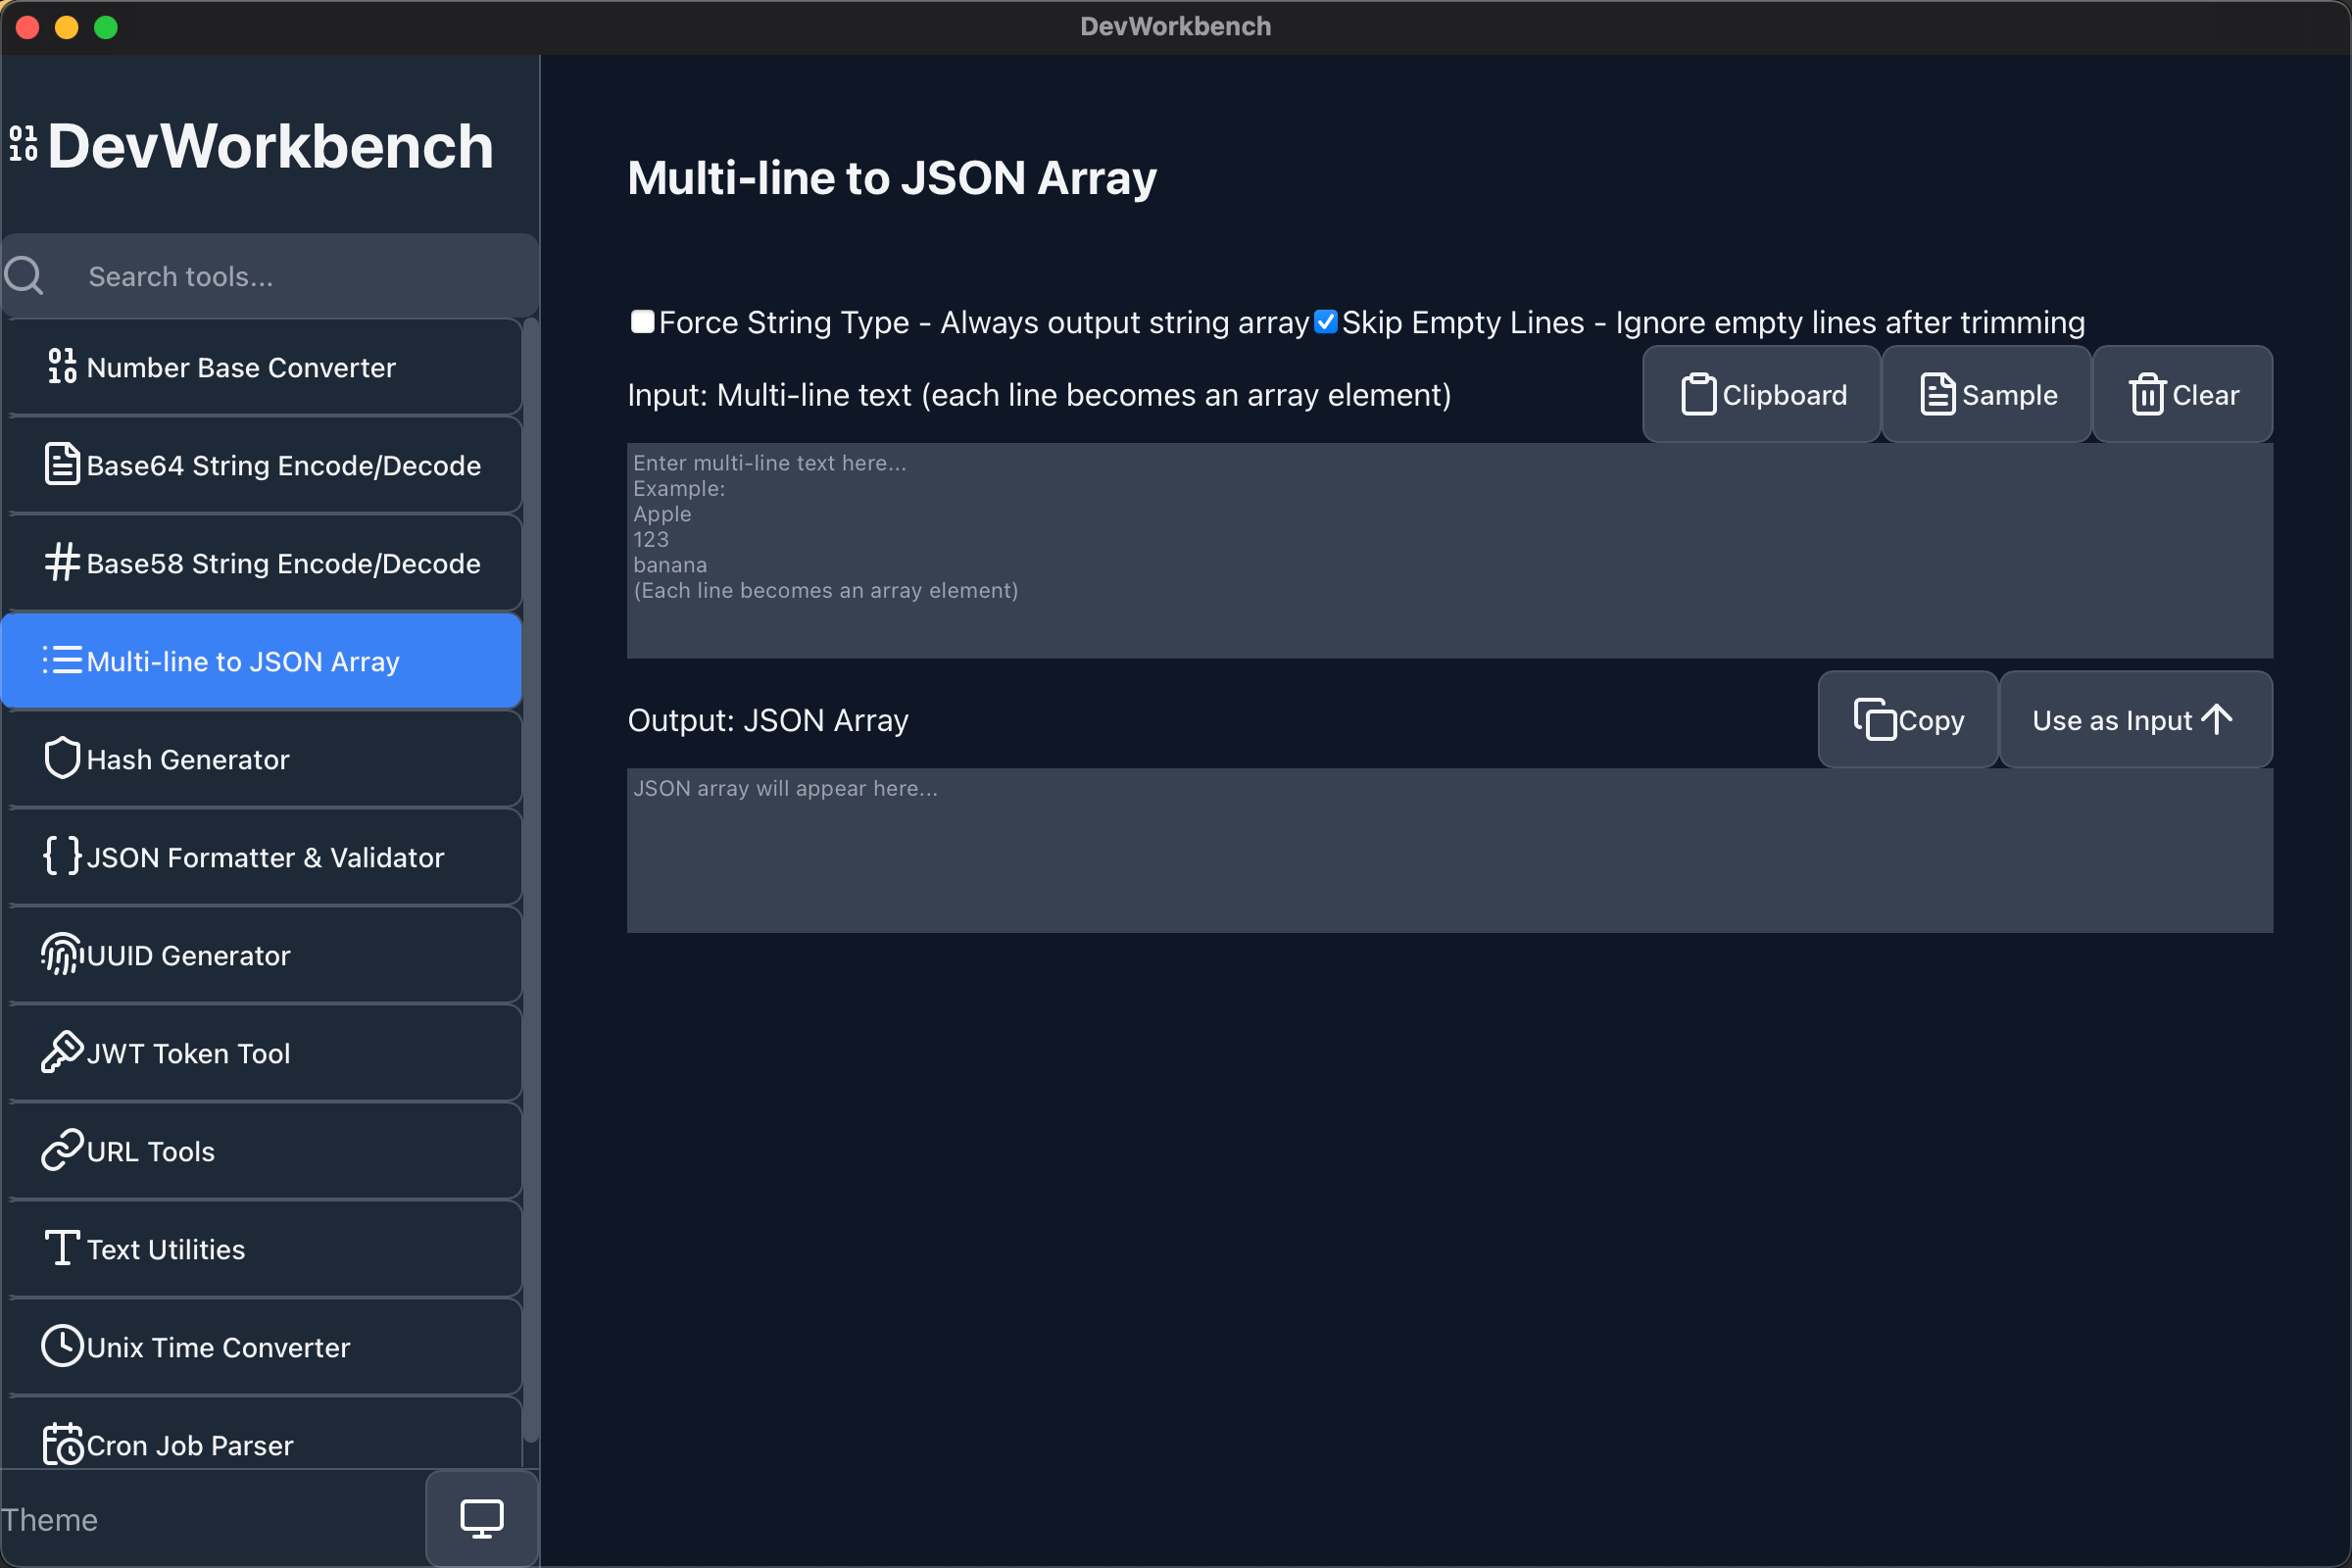 DevWorkbench
DevWorkbench
Search tools...
Number Base Converter
Base64 String Encode/Decode
Base58 String Encode/Decode
Multi-line to JSON Array
Hash Generator
JSON Formatter & Validator
UUID Generator
JWT Token Tool
URL Tools
Text Utilities
Unix Time Converter
Cron Job Parser
Theme
Multi-line to JSON Array
Force String Type - Always output string array Skip Empty Lines - Ignore empty lines after trimming
Input: Multi-line text (each line becomes an array element) Clipboard Sample Clear
Enter multi-line text here...
Example:
Apple
123
banana
(Each line becomes an array element)
Output: JSON Array Copy Use as Input
JSON array will appear here...